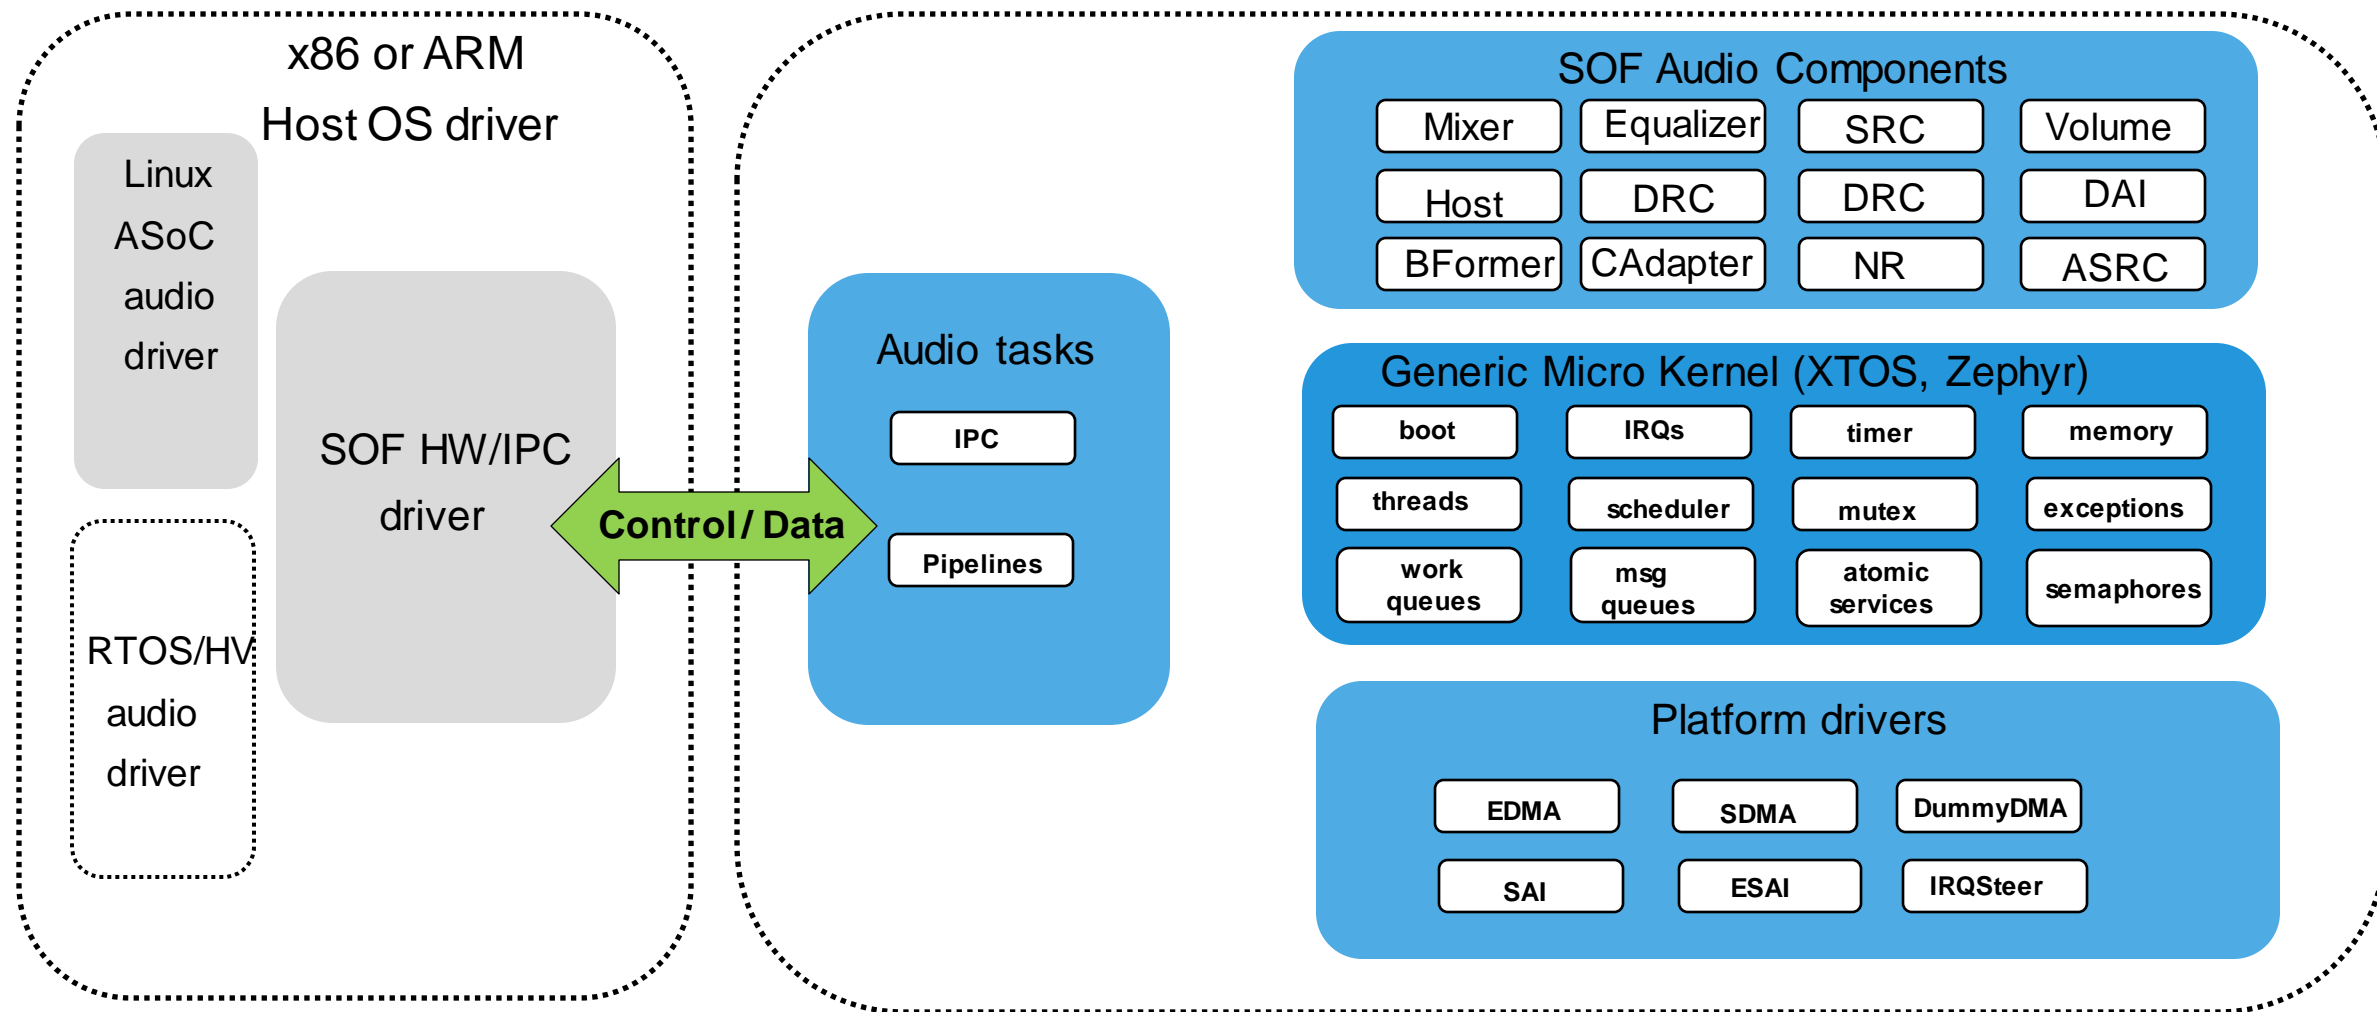 x86 or ARM
Host OS driver
Linux
ASoC
audio
driver
SOF HW/IPC
driver
RTOS/HV
audio
driver
Control / Data
Audio tasks
IPC
Pipelines
SOF Audio Components
Mixer
Equalizer
SRC
Volume
Host
DRC
DRC
DAI
BFormer
CAdapter
NR
ASRC
Generic Micro Kernel (XTOS, Zephyr)
boot
IRQs
timer
memory
threads
scheduler
mutex
exceptions
work
queues
msg
queues
atomic
services
semaphores
Platform drivers
EDMA
SDMA
DummyDMA
SAI
ESAI
IRQSteer